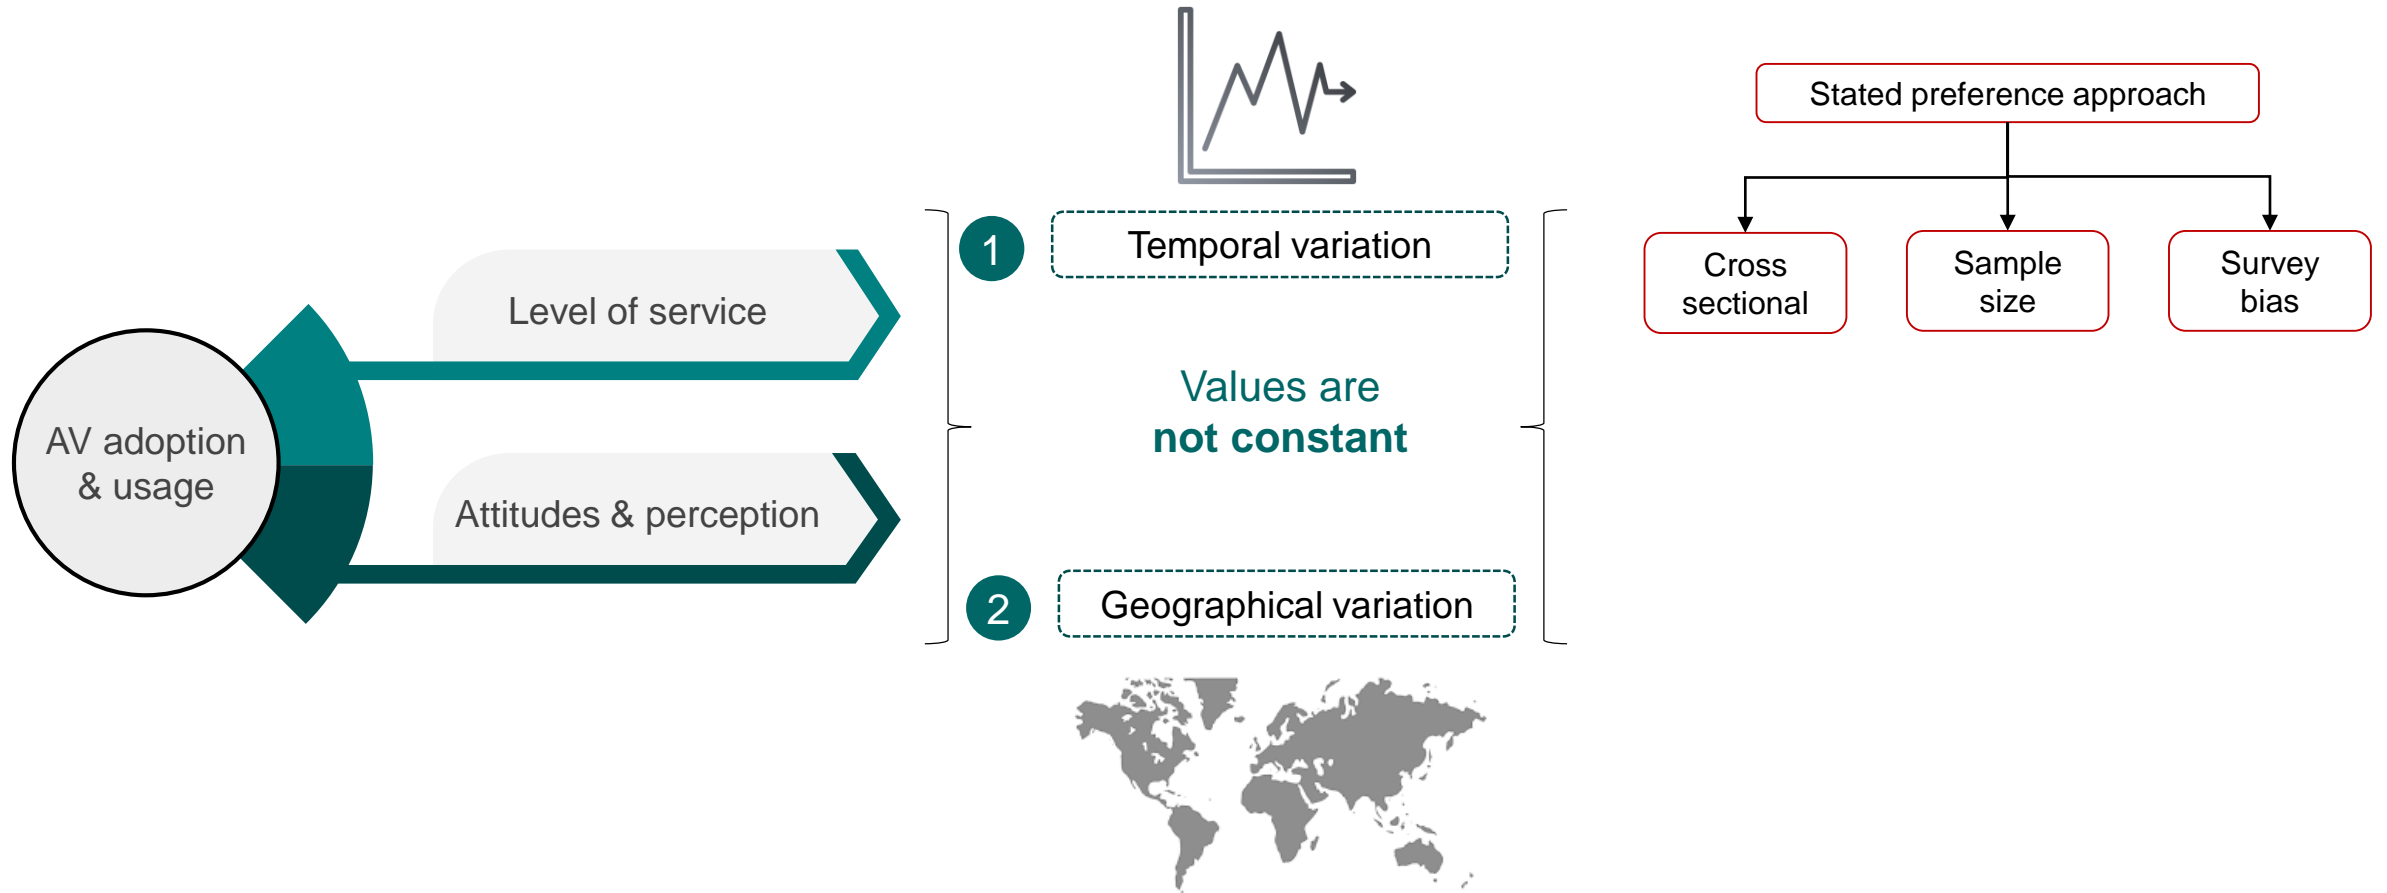 AV adoption
& usage
Level of service
Attitudes & perception
1
Temporal variation
Values are
not constant
2
Geographical variation
Stated preference approach
Cross
sectional
Sample
size
Survey
bias